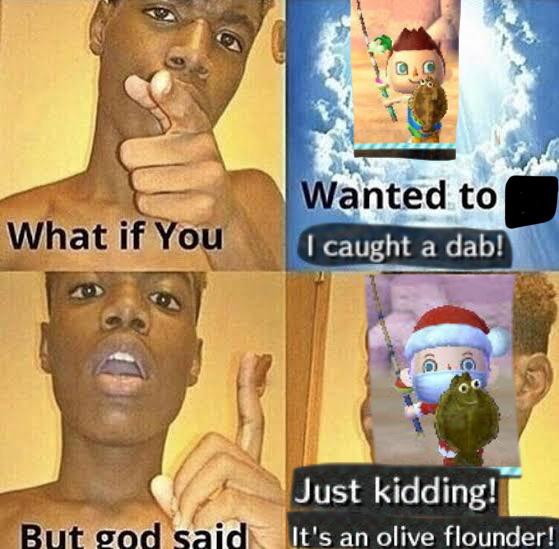 What if You
Wanted to
I caught a dab!
But god said
Just kidding!
It's an olive flounder!